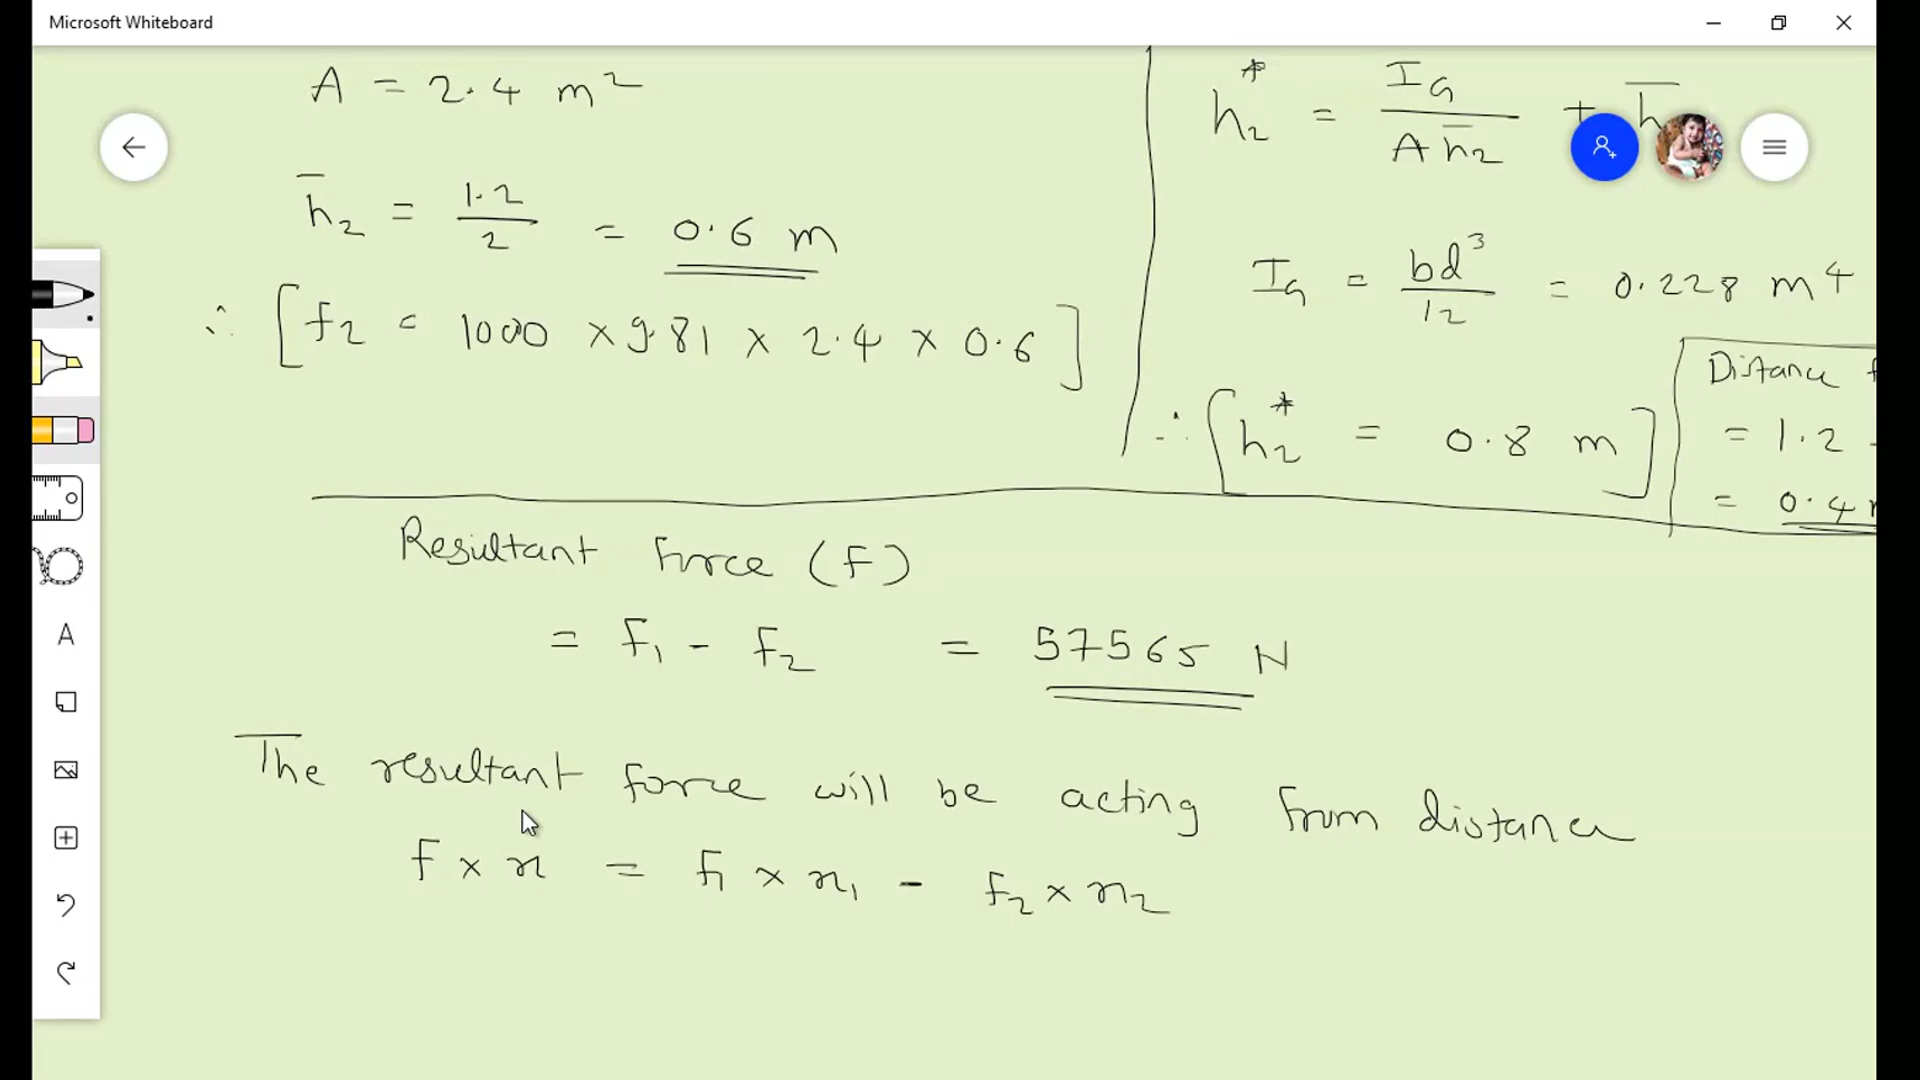 Microsoft Whiteboard
A = 2.4 m²
h̄₂ = 1.2/2 = 0.6 m
∴ [F₂ = 1000 × 9.81 × 2.4 × 0.6]
h₂* = I_G / A h̄₂ + h̄
I_G = bd³/12 = 0.228 m⁴
∴ [h₂* = 0.8 m]
Distance
= 1.2 -
= 0.4 m
Resultant Force (F)
= F₁ - F₂ = 57565 N
The resultant force will be acting from distance
F × x = F₁ × x₁ - F₂ × x₂
A